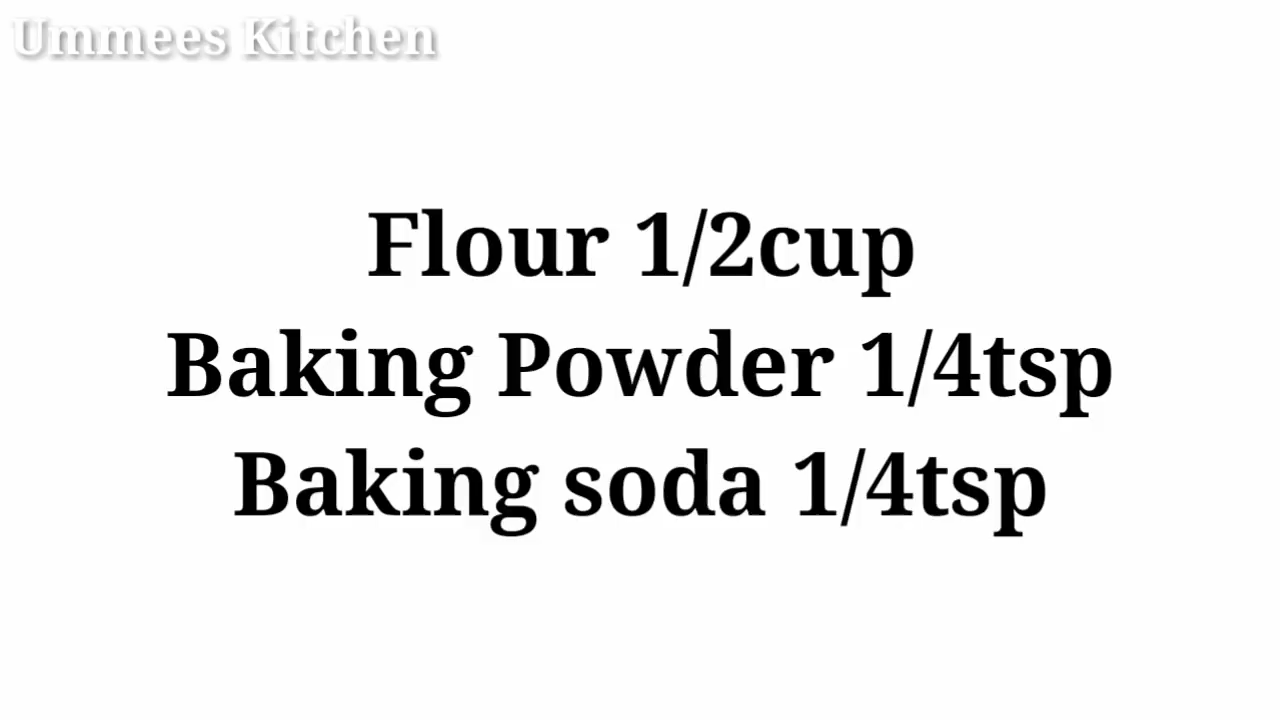 Ummees Kitchen
Flour 1/2cup
Baking Powder 1/4tsp
Baking soda 1/4tsp